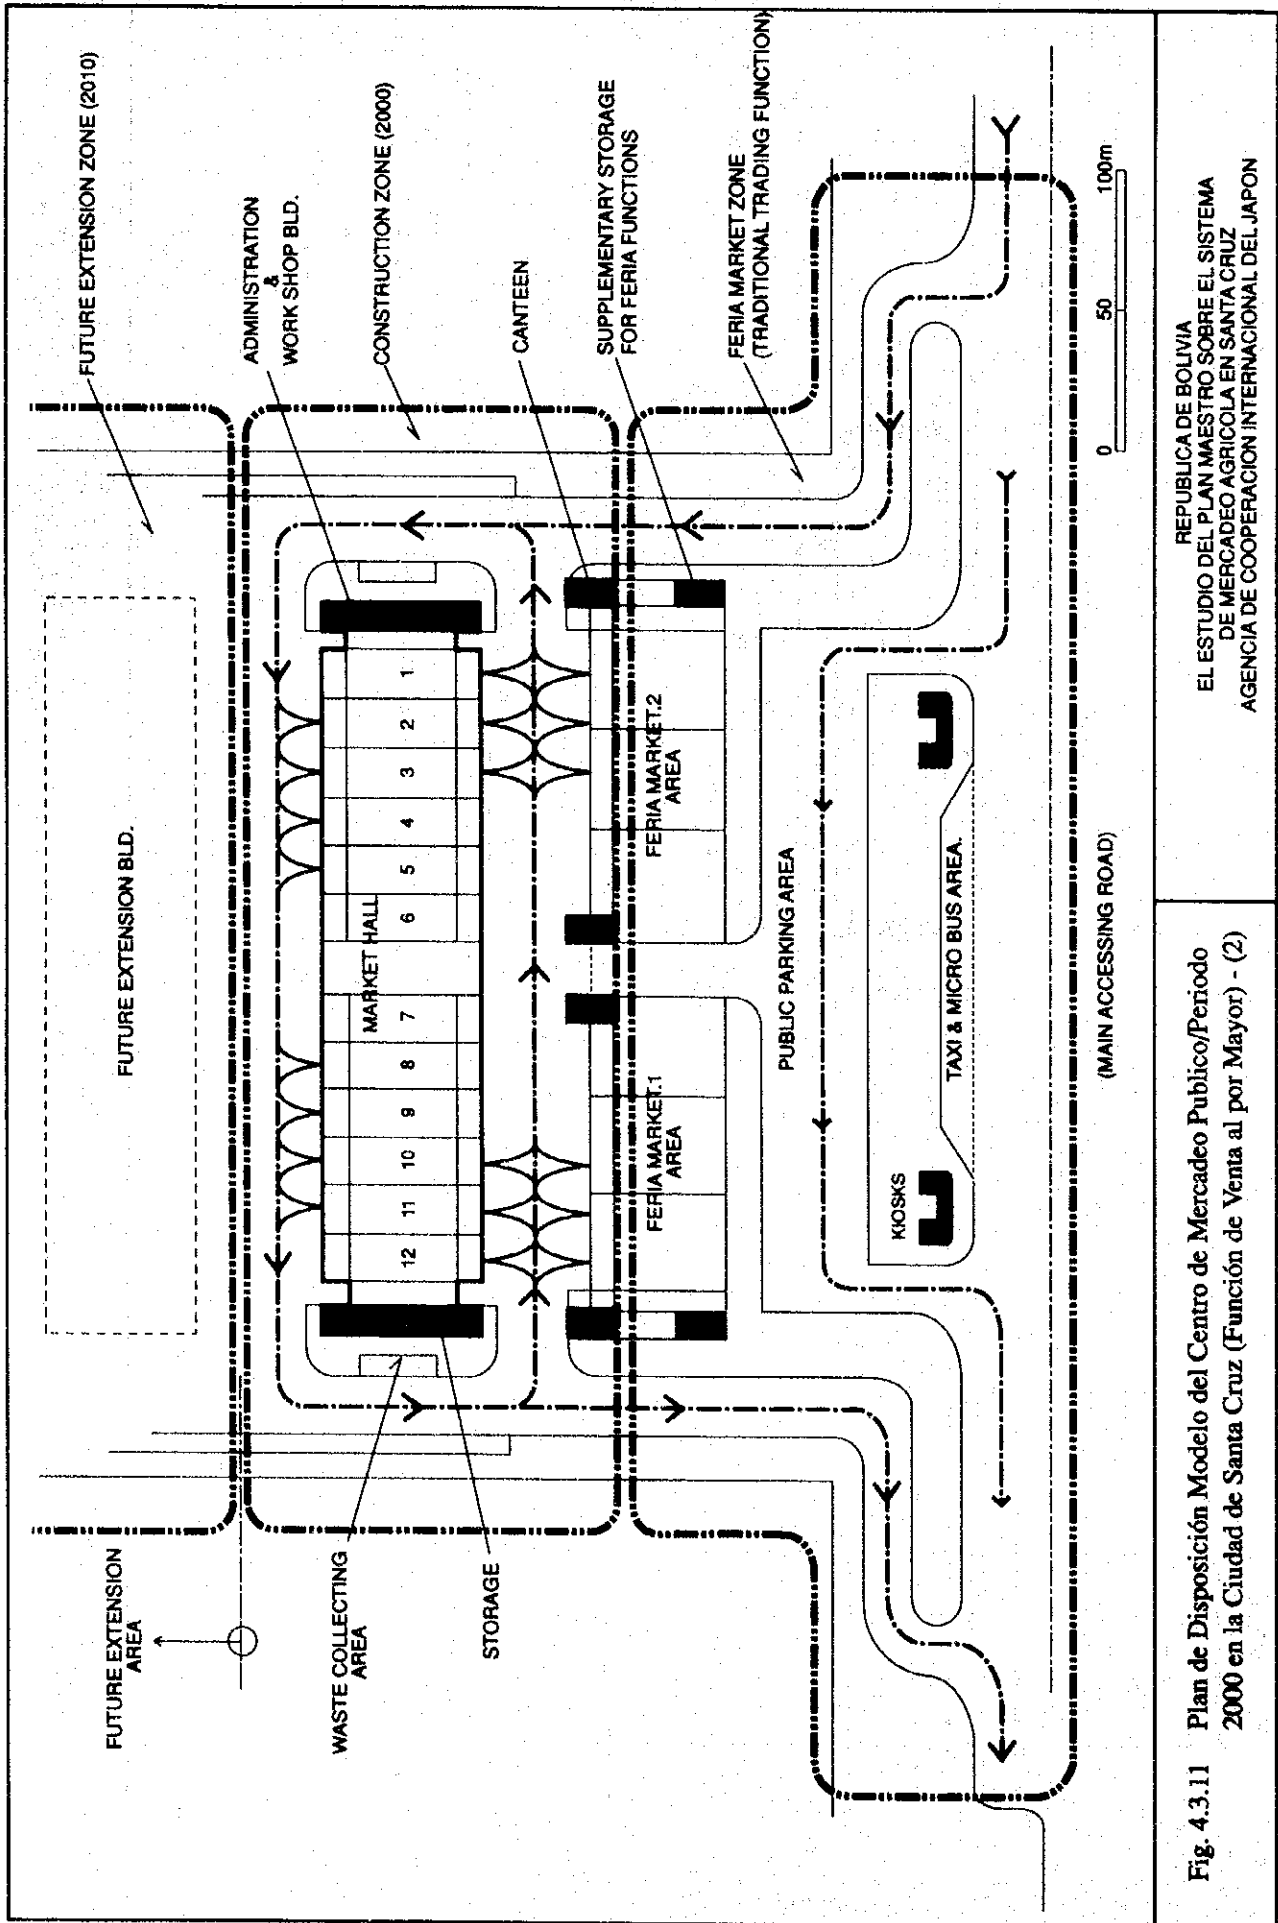 FUTURE EXTENSION ZONE (2010)
ADMINISTRATION
&
WORK SHOP BLD.
CONSTRUCTION ZONE (2000)
CANTEEN
SUPPLEMENTARY STORAGE
FOR FERIA FUNCTIONS
FERIA MARKET ZONE
(TRADITIONAL TRADING FUNCTION)
FUTURE EXTENSION BLD.
12
11
10
9
8
7
6
5
4
3
2
1
MARKET HALL
FERIA MARKET.1
AREA
FERIA MARKET.2
AREA
PUBLIC PARKING AREA
KIOSKS
TAXI & MICRO BUS AREA.
(MAIN ACCESSING ROAD)
0
50
100m
FUTURE EXTENSION
AREA
WASTE COLLECTING
AREA
STORAGE
Fig. 4.3.11 Plan de Disposición Modelo del Centro de Mercadeo Publico/Periodo
2000 en la Ciudad de Santa Cruz (Función de Venta al por Mayor) - (2)
REPUBLICA DE BOLIVIA
EL ESTUDIO DEL PLAN MAESTRO SOBRE EL SISTEMA
DE MERCADEO AGRICOLA EN SANTA CRUZ
AGENCIA DE COOPERACION INTERNACIONAL DEL JAPON